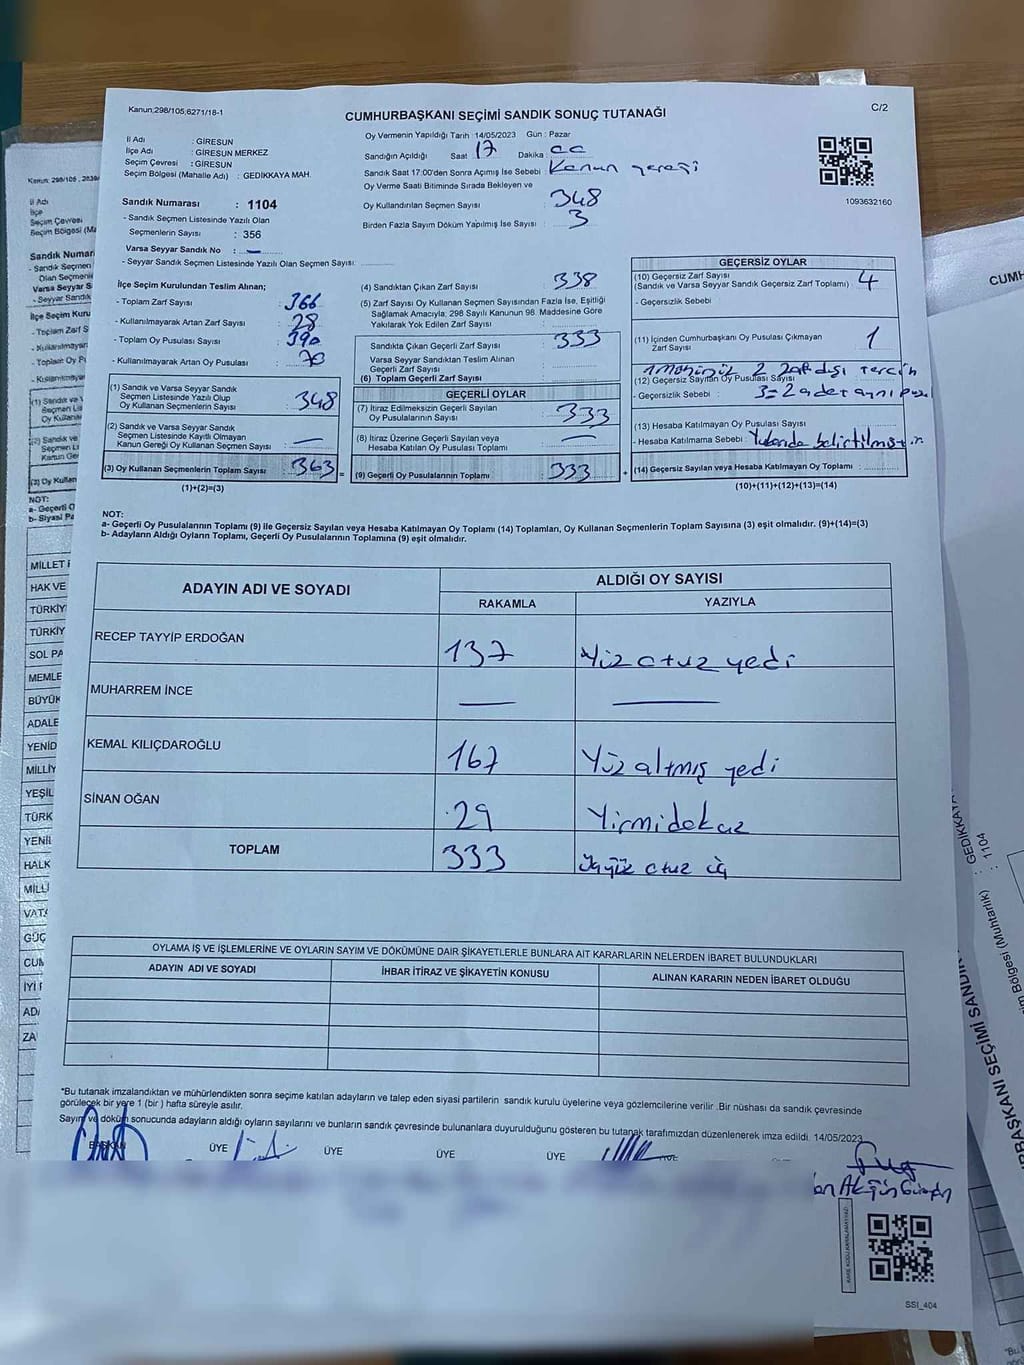 Kanun;298/105;6271/18-1
C/2
CUMHURBAŞKANI SEÇİMİ SANDIK SONUÇ TUTANAĞI
İl Adı : GİRESUN
İlçe Adı : GİRESUN MERKEZ
Seçim Çevresi : GİRESUN
Seçim Bölgesi (Mahalle Adı) : GEDİKKAYA MAH.
Oy Vermenin Yapıldığı Tarih : 14/05/2023 Gün : Pazar
Sandığın Açıldığı Saat 17 Dakika
Sandık Saat 17:00'den Sonra Açımış İse Sebebi : Kanun gereği
Oy Verme Saati Bitiminde Sırada Bekleyen ve
Oy Kullandırılan Seçmen Sayısı 348
Birden Fazla Sayım Döküm Yapılmış İse Sayısı : 3
1093632160
Sandık Numarası : 1104
- Sandık Seçmen Listesinde Yazılı Olan
Seçmenlerin Sayısı : 356
Varsa Seyyar Sandık No : —
- Seyyar Sandık Seçmen Listesinde Yazılı Olan Seçmen Sayısı:
İlçe Seçim Kurulundan Teslim Alınan;
- Toplam Zarf Sayısı : 366
- Kullanılmayarak Artan Zarf Sayısı : 28
- Toplam Oy Pusulası Sayısı : 390
- Kullanılmayarak Artan Oy Pusulası :
(1) Sandık ve Varsa Seyyar Sandık
Seçmen Listesinde Yazılı Olup
Oy Kullanan Seçmenlerin Sayısı : 348
(2) Sandık ve Varsa Seyyar Sandık
Seçmen Listesinde Kayıtlı Olmayan
Kanun Gereği Oy Kullanan Seçmen Sayısı : —
(3) Oy Kullanan Seçmenlerin Toplam Sayısı : 363 =
(1)+(2)=(3)
(4) Sandıktan Çıkan Zarf Sayısı : 338
(5) Zarf Sayısı Oy Kullanan Seçmen Sayısından Fazla İse, Eşitliği
Sağlamak Amacıyla, 298 Sayılı Kanunun 98. Maddesine Göre
Yakılarak Yok Edilen Zarf Sayısı :
Sandıkta Çıkan Geçerli Zarf Sayısı : 333
Varsa Seyyar Sandıktan Teslim Alınan
Geçerli Zarf Sayısı :
(6) Toplam Geçerli Zarf Sayısı :
GEÇERLİ OYLAR
(7) İtiraz Edilmeksizin Geçerli Sayılan
Oy Pusulalarının Sayısı : 333
(8) İtiraz Üzerine Geçerli Sayılan veya
Hesaba Katılan Oy Pusulası Toplamı : —
(9) Geçerli Oy Pusulalarının Toplamı : 333 +
GEÇERSİZ OYLAR
(10) Geçersiz Zarf Sayısı
(Sandık ve Varsa Seyyar Sandık Geçersiz Zarf Toplamı) : 4
- Geçersizlik Sebebi :
(11) İçinden Cumhurbaşkanı Oy Pusulası Çıkmayan
Zarf Sayısı : 1
1 Mühürsüz 2 zarf dışı tercih
(12) Geçersiz Sayılan Oy Pusulası Sayısı :
- Geçersizlik Sebebi : 3= 2 adet aynı
(13) Hesaba Katılmayan Oy Pusulası Sayısı :
- Hesaba Katılmama Sebebi : Yukarıda belirtilmiştir
(14) Geçersiz Sayılan veya Hesaba Katılmayan Oy Toplamı :
(10)+(11)+(12)+(13)=(14)
NOT:
a- Geçerli Oy Pusulalarının Toplamı (9) ile Geçersiz Sayılan veya Hesaba Katılmayan Oy Toplamı (14) Toplamları, Oy Kullanan Seçmenlerin Toplam Sayısına (3) eşit olmalıdır. (9)+(14)=(3)
b- Adayların Aldığı Oyların Toplamı, Geçerli Oy Pusulalarının Toplamına (9) eşit olmalıdır.
ADAYIN ADI VE SOYADI
ALDIĞI OY SAYISI
RAKAMLA YAZIYLA
RECEP TAYYİP ERDOĞAN 137 Yüz otuz yedi
MUHARREM İNCE — —
KEMAL KILIÇDAROĞLU 167 Yüz altmış yedi
SİNAN OĞAN 29 Yirmidokuz
TOPLAM 333 üçyüz otuz üç
OYLAMA İŞ VE İŞLEMLERİNE VE OYLARIN SAYIM VE DÖKÜMÜNE DAİR ŞİKAYETLERLE BUNLARA AİT KARARLARIN NELERDEN İBARET BULUNDUKLARI
ADAYIN ADI VE SOYADI İHBAR İTİRAZ VE ŞİKAYETİN KONUSU ALINAN KARARIN NEDEN İBARET OLDUĞU
*Bu tutanak imzalandıktan ve mühürlendikten sonra seçime katılan adayların ve talep eden siyasi partilerin sandık kurulu üyelerine veya gözlemcilerine verilir .Bir nüshası da sandık çevresinde
görülecek bir yere 1 (bir ) hafta süreyle asılır.
Sayım ve döküm sonucunda adayların aldığı oyların sayılarını ve bunların sandık çevresinde bulunanlara duyurulduğunu gösteren bu tutanak tarafımızdan düzenlenerek imza edildi. 14/05/2023
BAŞKAN ÜYE ÜYE ÜYE ÜYE
SSİ_404